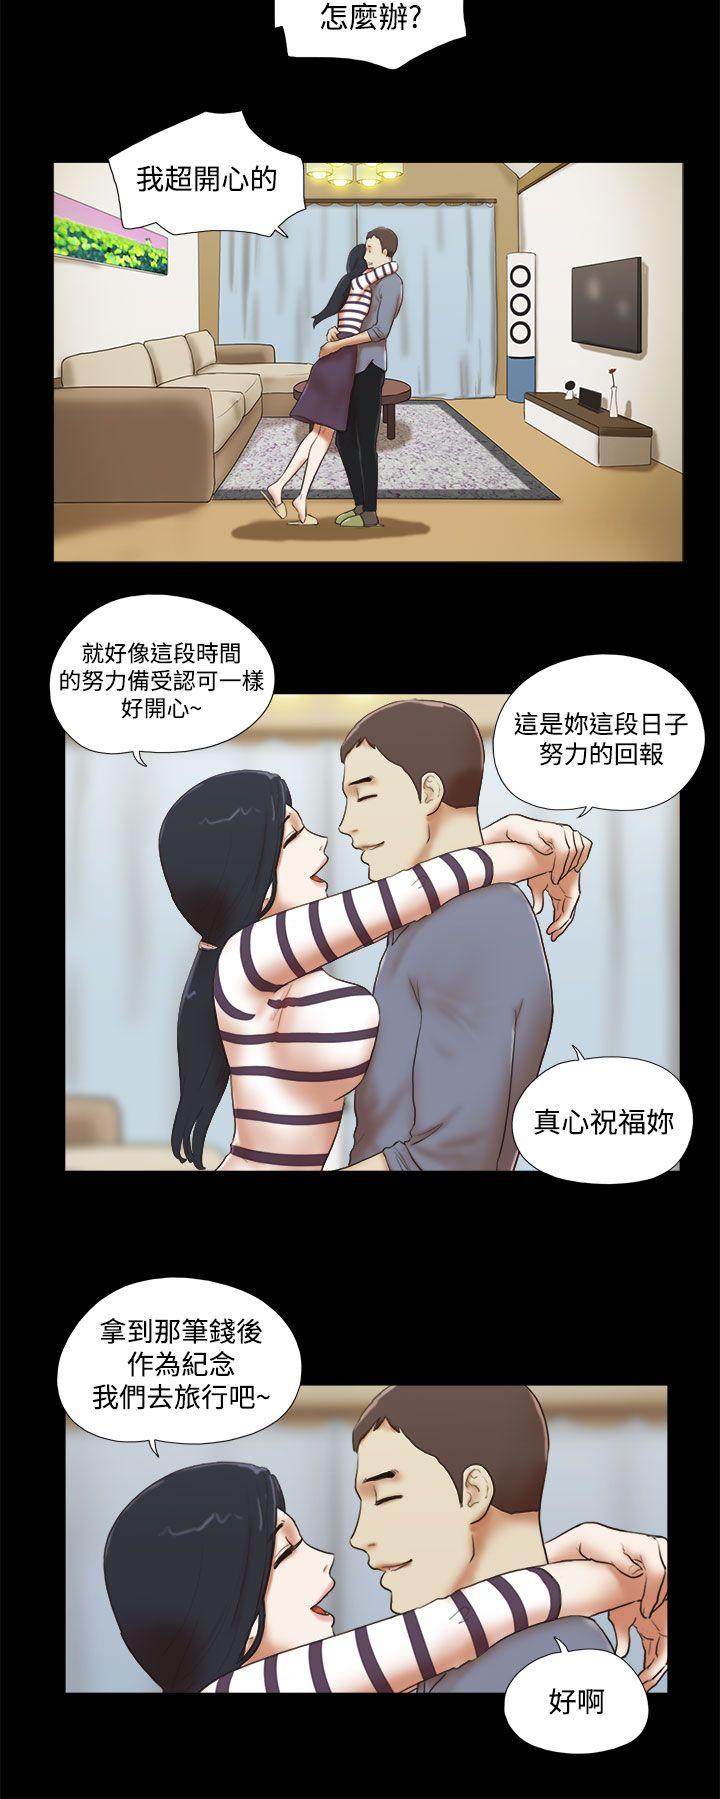 怎麼辦?
我超開心的
就好像這段時間
的努力備受認可一樣
好開心~
這是妳這段日子
努力的回報
真心祝福妳
拿到那筆錢後
作為紀念
我們去旅行吧~
好啊